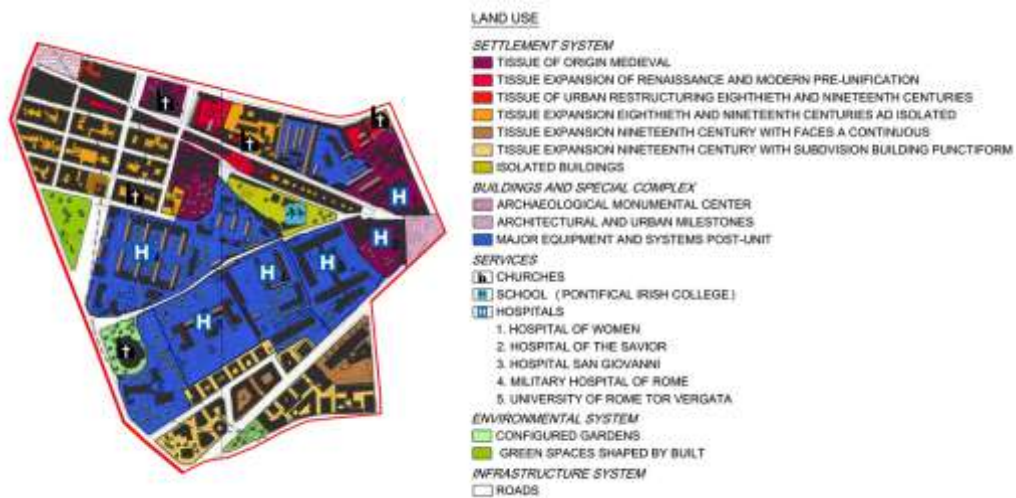 LAND USE
SETTLEMENT SYSTEM
TISSUE OF ORIGIN MEDIEVAL
TISSUE EXPANSION OF RENAISSANCE AND MODERN PRE-UNIFICATION
TISSUE OF URBAN RESTRUCTURING EIGHTHIETH AND NINETEENTH CENTURIES
TISSUE EXPANSION EIGHTHIETH AND NINETEENTH CENTURIES AD ISOLATED
TISSUE EXPANSION NINETEENTH CENTURY WITH FACES A CONTINUOUS
TISSUE EXPANSION NINETEENTH CENTURY WITH SUBDVISION BUILDING PUNCTIFORM
ISOLATED BUILDINGS
BUILDINGS AND SPECIAL COMPLEX
ARCHAEOLOGICAL MONUMENTAL CENTER
ARCHITECTURAL AND URBAN MILESTONES
MAJOR EQUIPMENT AND SYSTEMS POST-UNIT
SERVICES
CHURCHES
SCHOOL ( PONTIFICAL IRISH COLLEGE )
H HOSPITALS
1. HOSPITAL OF WOMEN
2. HOSPITAL OF THE SAVIOR
3. HOSPITAL SAN GIOVANNI
4. MILITARY HOSPITAL OF ROME
5. UNIVERSITY OF ROME TOR VERGATA
ENVIRONMENTAL SYSTEM
CONFIGURED GARDENS
GREEN SPACES SHAPED BY BUILT
INFRASTRUCTURE SYSTEM
ROADS
H
H
H
H
H
H